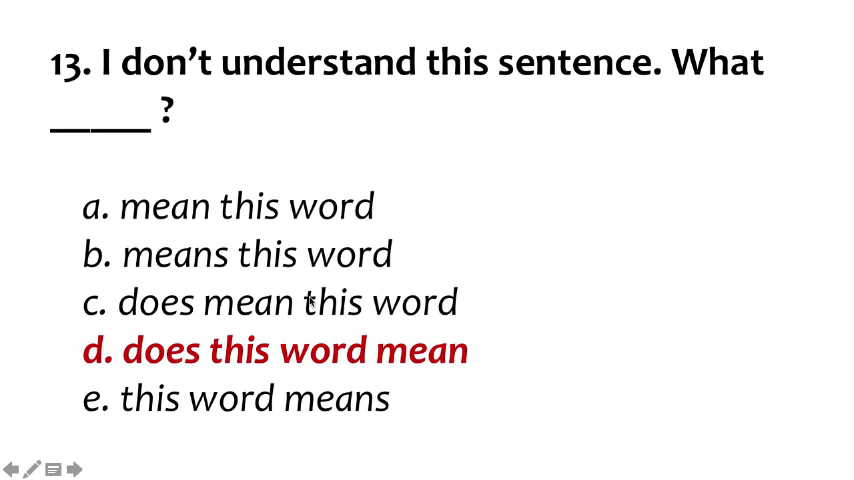 13. I don’t understand this sentence. What
_____ ?
a. mean this word
b. means this word
c. does mean this word
d. does this word mean
e. this word means